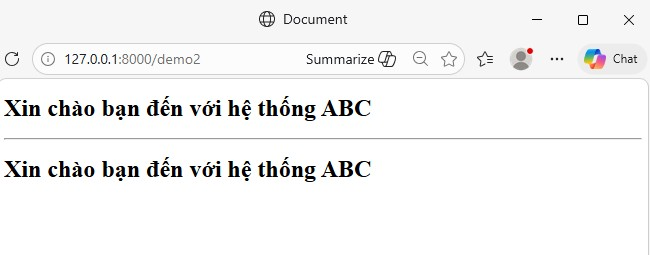 Document
127.0.0.1:8000/demo2 Summarize Chat
Xin chào bạn đến với hệ thống ABC
Xin chào bạn đến với hệ thống ABC